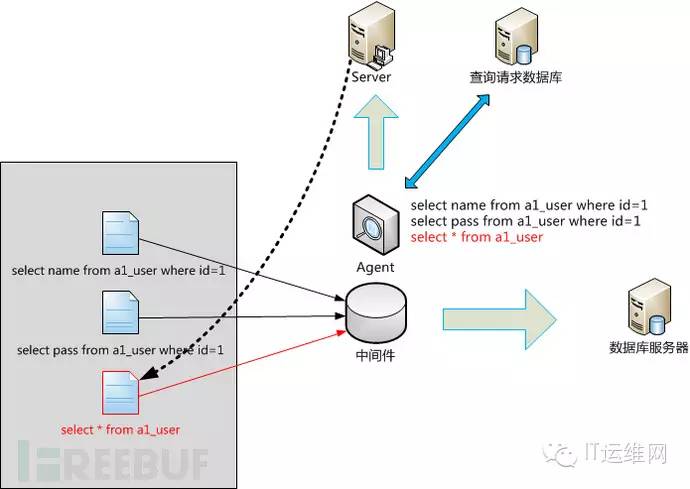 Server
查询请求数据库
select name from a1_user where id=1
select pass from a1_user where id=1
select * from a1_user
Agent
select name from a1_user where id=1
select pass from a1_user where id=1
select * from a1_user
中间件
数据库服务器
FREEBUF
IT运维网